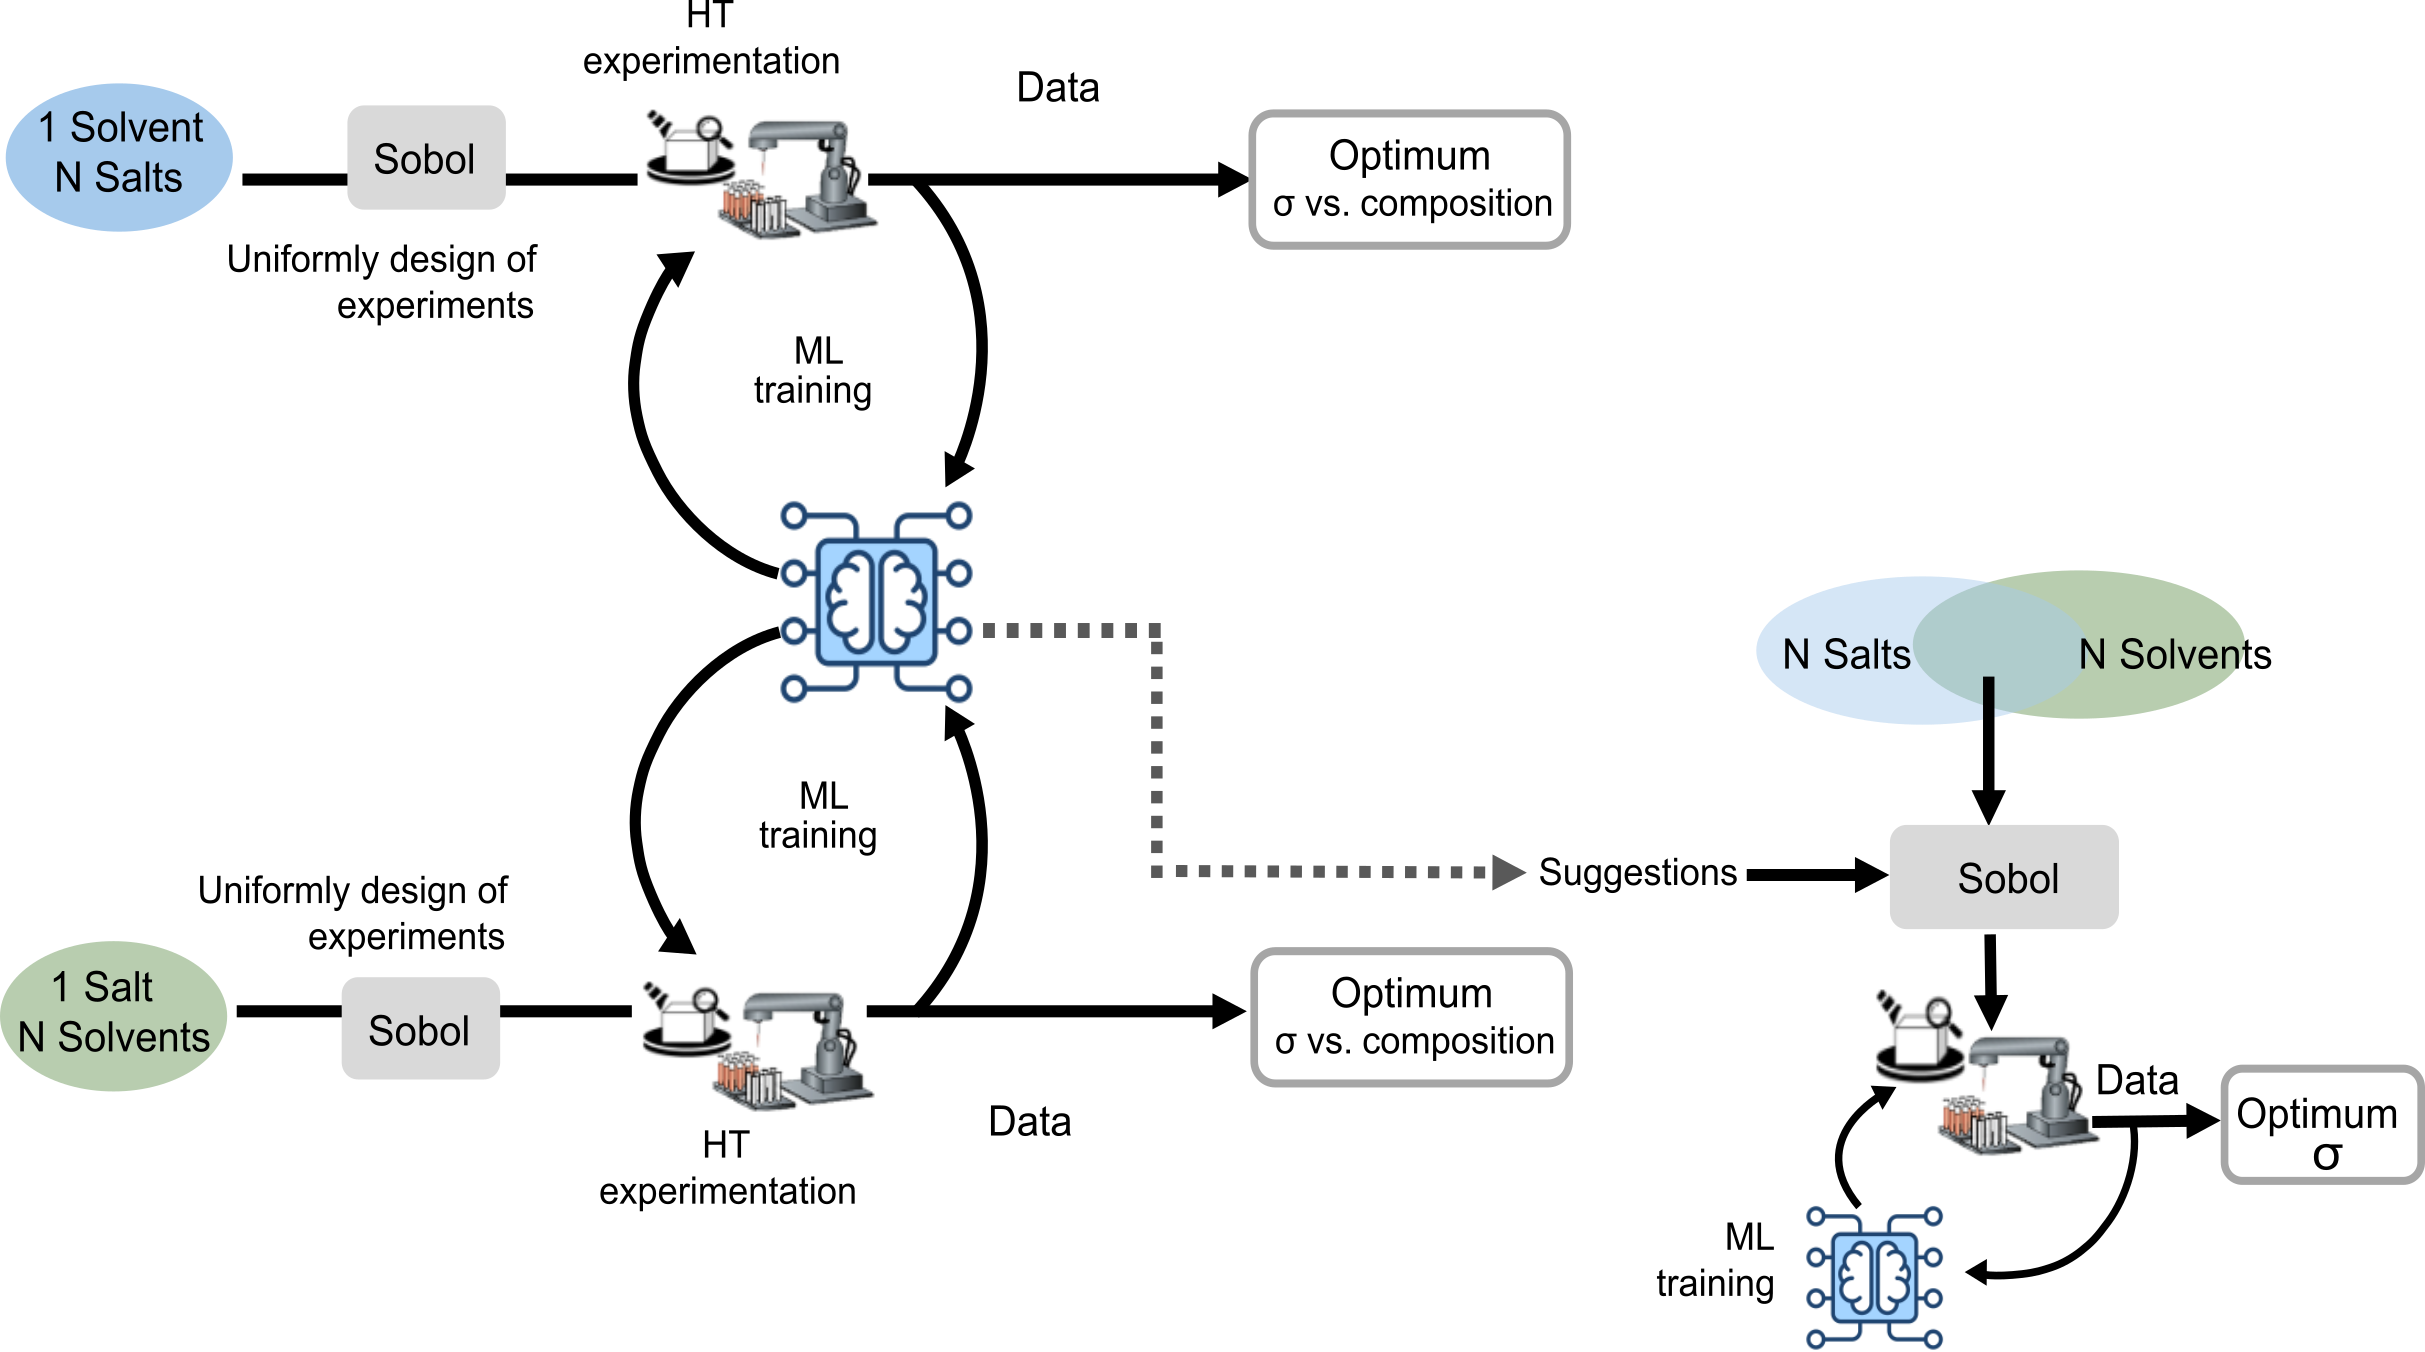 HT
experimentation
Data
1 Solvent
N Salts
Sobol
Optimum
σ vs. composition
Uniformly design of
experiments
ML
training
N Salts
N Solvents
ML
training
Suggestions
Sobol
Uniformly design of
experiments
1 Salt
N Solvents
Sobol
Optimum
σ vs. composition
Data
HT
experimentation
Data
Optimum
σ
ML
training